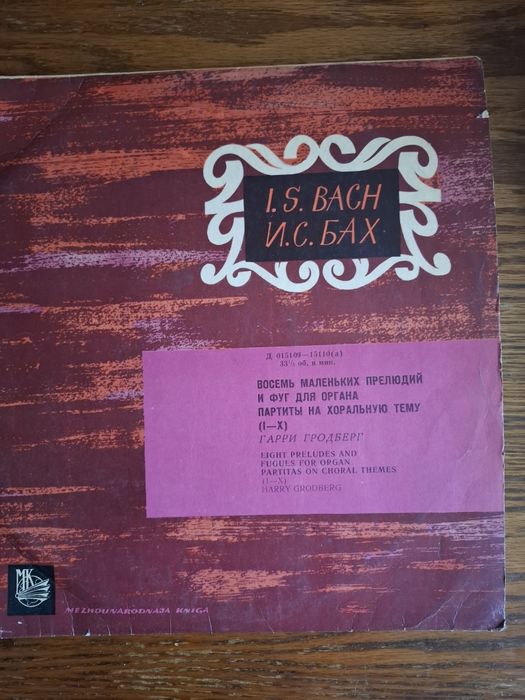 I. S. BACH
И. С. БАХ
Д 015109—15110(a)
33⅓ об. в мин.
ВОСЕМЬ МАЛЕНЬКИХ ПРЕЛЮДИЙ
И ФУГ ДЛЯ ОРГАНА
ПАРТИТЫ НА ХОРАЛЬНУЮ ТЕМУ
(I—X)
ГАРРИ ГРОДБЕРГ
EIGHT PRELUDES AND
FUGUES FOR ORGAN
PARTITAS ON CHORAL THEMES
(I—X)
HARRY GRODBERG
МК
MEZHDUNARODNAJA KNIGA